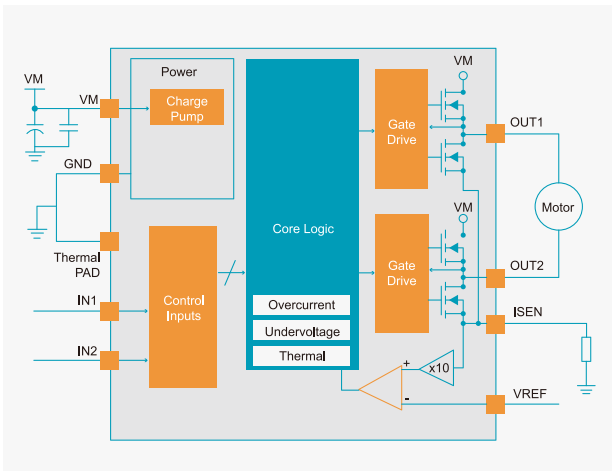 VM
Power
VM
Charge
Pump
GND
Thermal
PAD
IN1
IN2
Control
Inputs
Core Logic
Overcurrent
Undervoltage
Thermal
VM
Gate
Drive
OUT1
Motor
VM
Gate
Drive
OUT2
ISEN
+
x10
-
VREF